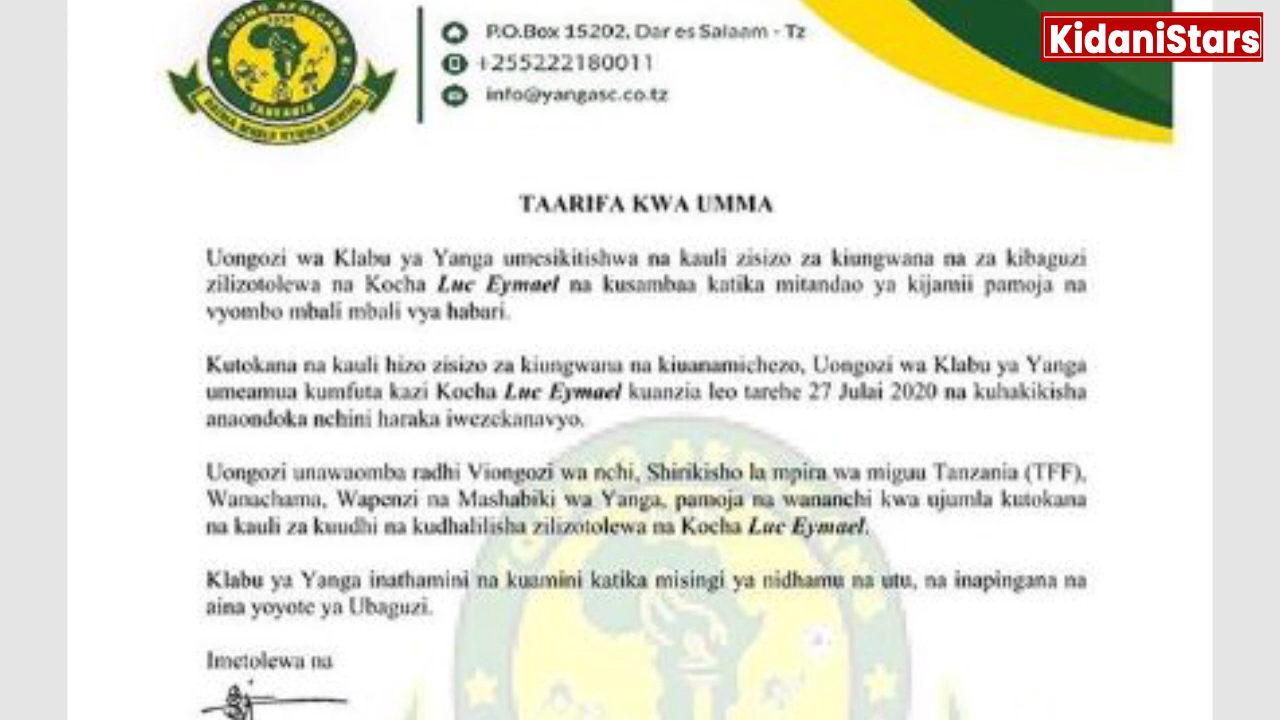 KidaniStars
YOUNG AFRICANS
TANZANIA
P.O.Box 15202, Dar es Salaam - Tz
+255222180011
info@yangasc.co.tz
TAARIFA KWA UMMA
Uongozi wa Klabu ya Yanga umesikitishwa na kauli zisizo za kiungwana na za kibaguzi
zilizotolewa na Kocha Luc Eymael na kusambaa katika mitandao ya kijamii pamoja na
vyombo mbali mbali vya habari.
Kutokana na kauli hizo zisizo za kiungwana na kiuanamichezo, Uongozi wa Klabu ya Yanga
umeamua kumfuta kazi Kocha Luc Eymael kuanzia leo tarehe 27 Julai 2020 na kuhakikisha
anaondoka nchini haraka iwezekanavyo.
Uongozi unawaomba radhi Viongozi wa nchi, Shirikisho la mpira wa miguu Tanzania (TFF),
Wanachama, Wapenzi na Mashabiki wa Yanga, pamoja na wananchi kwa ujumla kutokana
na kauli za kuudhi na kudhalilisha zilizotolewa na Kocha Luc Eymael.
Klabu ya Yanga inathamini na kuamini katika misingi ya nidhamu na utu, na inapingana na
aina yoyote ya Ubaguzi.
Imetolewa na